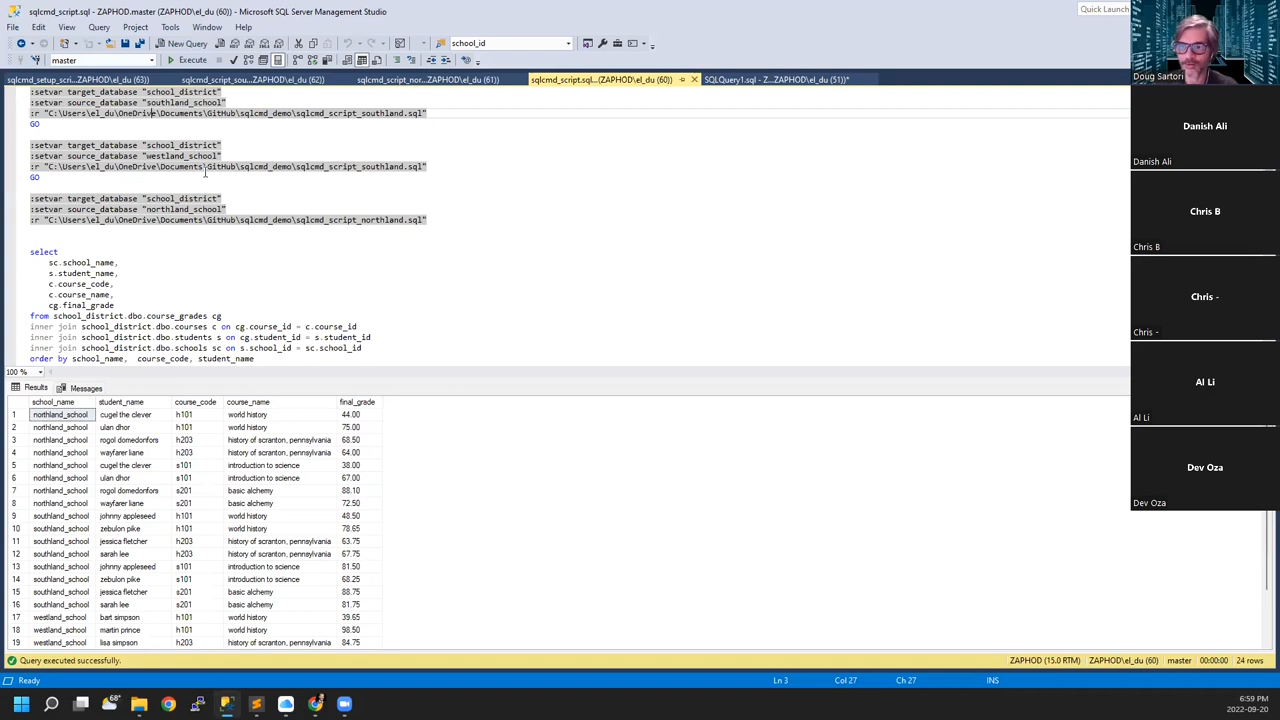 sqlcmd_script.sql - ZAPHOD.master (ZAPHOD\el_du (60)) - Microsoft SQL Server Management Studio
Quick Launch
File Edit View Query Project Tools Window Help
New Query
school_id
master
Execute
sqlcmd_setup_scri...ZAPHOD\el_du (63))
sqlcmd_script_sou...ZAPHOD\el_du (62))
sqlcmd_script_nor...ZAPHOD\el_du (61))
sqlcmd_script.sql...(ZAPHOD\el_du (60))
SQLQuery1.sql - Z...ZAPHOD\el_du (51))*
:setvar target_database "school_district"
:setvar source_database "southland_school"
:r "C:\Users\el_du\OneDrive\Documents\GitHub\sqlcmd_demo\sqlcmd_script_southland.sql"
GO
:setvar target_database "school_district"
:setvar source_database "westland_school"
:r "C:\Users\el_du\OneDrive\Documents\GitHub\sqlcmd_demo\sqlcmd_script_southland.sql"
GO
:setvar target_database "school_district"
:setvar source_database "northland_school"
:r "C:\Users\el_du\OneDrive\Documents\GitHub\sqlcmd_demo\sqlcmd_script_northland.sql"
select
sc.school_name,
s.student_name,
c.course_code,
c.course_name,
cg.final_grade
from school_district.dbo.course_grades cg
inner join school_district.dbo.courses c on cg.course_id = c.course_id
inner join school_district.dbo.students s on cg.student_id = s.student_id
inner join school_district.dbo.schools sc on s.school_id = sc.school_id
order by school_name, course_code, student_name
100 %
Results Messages
school_name student_name course_code course_name final_grade
1 northland_school cugel the clever h101 world history 44.00
2 northland_school ulan dhor h101 world history 75.00
3 northland_school rogol domedonfors h203 history of scranton, pennsylvania 68.50
4 northland_school wayfarer liane h203 history of scranton, pennsylvania 64.00
5 northland_school cugel the clever s101 introduction to science 38.00
6 northland_school ulan dhor s101 introduction to science 67.00
7 northland_school rogol domedonfors s201 basic alchemy 88.10
8 northland_school wayfarer liane s201 basic alchemy 72.50
9 southland_school johnny appleseed h101 world history 48.50
10 southland_school zebulon pike h101 world history 78.65
11 southland_school jessica fletcher h203 history of scranton, pennsylvania 63.75
12 southland_school sarah lee h203 history of scranton, pennsylvania 67.75
13 southland_school johnny appleseed s101 introduction to science 81.50
14 southland_school zebulon pike s101 introduction to science 68.25
15 southland_school jessica fletcher s201 basic alchemy 88.75
16 southland_school sarah lee s201 basic alchemy 81.75
17 westland_school bart simpson h101 world history 39.65
18 westland_school martin prince h101 world history 98.50
19 westland_school lisa simpson h203 history of scranton, pennsylvania 84.75
Query executed successfully.
ZAPHOD (15.0 RTM) ZAPHOD\el_du (60) master 00:00:00 24 rows
Ready
Ln 3 Col 27 Ch 27 INS
68°
6:59 PM
2022-09-20
Doug Sartori
Danish Ali
Danish Ali
Chris B
Chris B
Chris -
Chris -
Al Li
Al Li
Dev Oza
Dev Oza